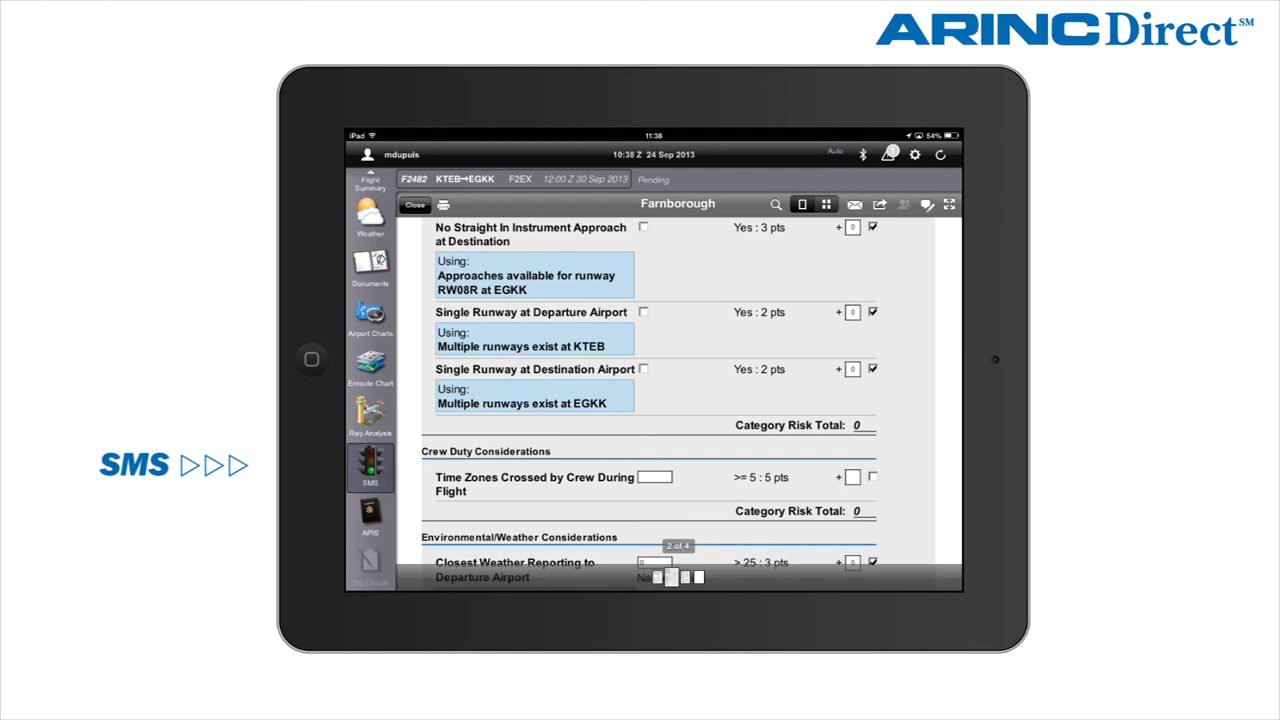 ARINCDirect℠
iPad 11:38 54%
mdupuis 10:38 Z 24 Sep 2013 Auto 1
Flight Summary
F2482 KTEB→EGKK F2EX 12:00 Z 30 Sep 2013 Pending
Close Farnborough
Weather
Documents
Airport Charts
Enroute Chart
Rwy Analysis
SMS
APIS
Trip Details
No Straight In Instrument Approach Yes : 3 pts + 0
at Destination
Using:
Approaches available for runway
RW08R at EGKK
Single Runway at Departure Airport Yes : 2 pts + 0
Using:
Multiple runways exist at KTEB
Single Runway at Destination Airport Yes : 2 pts + 0
Using:
Multiple runways exist at EGKK
Category Risk Total: 0
Crew Duty Considerations
Time Zones Crossed by Crew During >= 5 : 5 pts +
Flight
Category Risk Total: 0
Environmental/Weather Considerations
2 of 4
Closest Weather Reporting to 0 > 25 : 3 pts + 0
Departure Airport Na
SMS